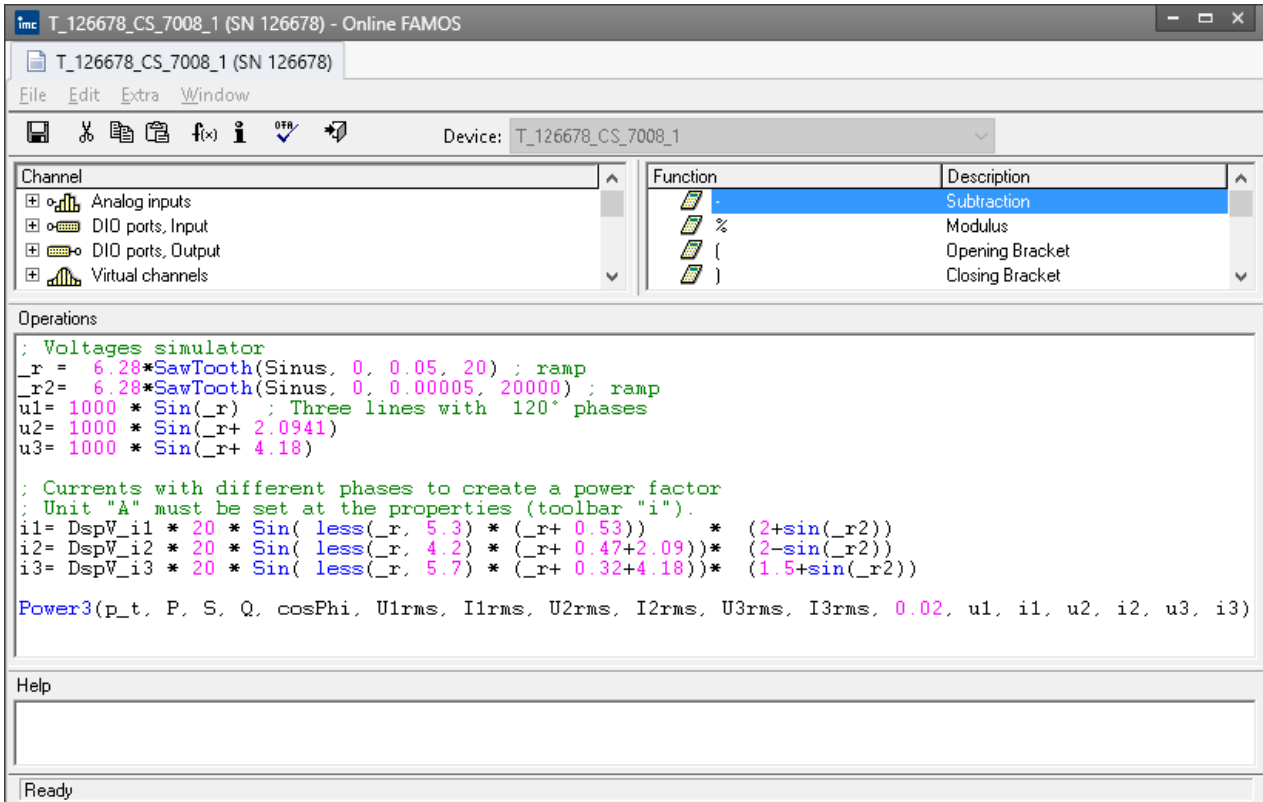 imc T_126678_CS_7008_1 (SN 126678) - Online FAMOS
T_126678_CS_7008_1 (SN 126678)
File Edit Extra Window
f(x) i OFA Device: T_126678_CS_7008_1
Channel
Analog inputs
DIO ports, Input
DIO ports, Output
Virtual channels
Function Description
- Subtraction
% Modulus
( Opening Bracket
) Closing Bracket
Operations
; Voltages simulator
_r =  6.28*SawTooth(Sinus, 0, 0.05, 20) ; ramp
_r2=  6.28*SawTooth(Sinus, 0, 0.00005, 20000) ; ramp
u1= 1000 * Sin(_r)  ; Three lines with  120° phases
u2= 1000 * Sin(_r+ 2.0941)
u3= 1000 * Sin(_r+ 4.18)
; Currents with different phases to create a power factor
; Unit "A" must be set at the properties (toolbar "i").
i1= DspV_i1 * 20 * Sin( less(_r, 5.3) * (_r+ 0.53))      *  (2+sin(_r2))
i2= DspV_i2 * 20 * Sin( less(_r, 4.2) * (_r+ 0.47+2.09))*  (2-sin(_r2))
i3= DspV_i3 * 20 * Sin( less(_r, 5.7) * (_r+ 0.32+4.18))*  (1.5+sin(_r2))
Power3(p_t, P, S, Q, cosPhi, U1rms, I1rms, U2rms, I2rms, U3rms, I3rms, 0.02, u1, i1, u2, i2, u3, i3)
Help
Ready